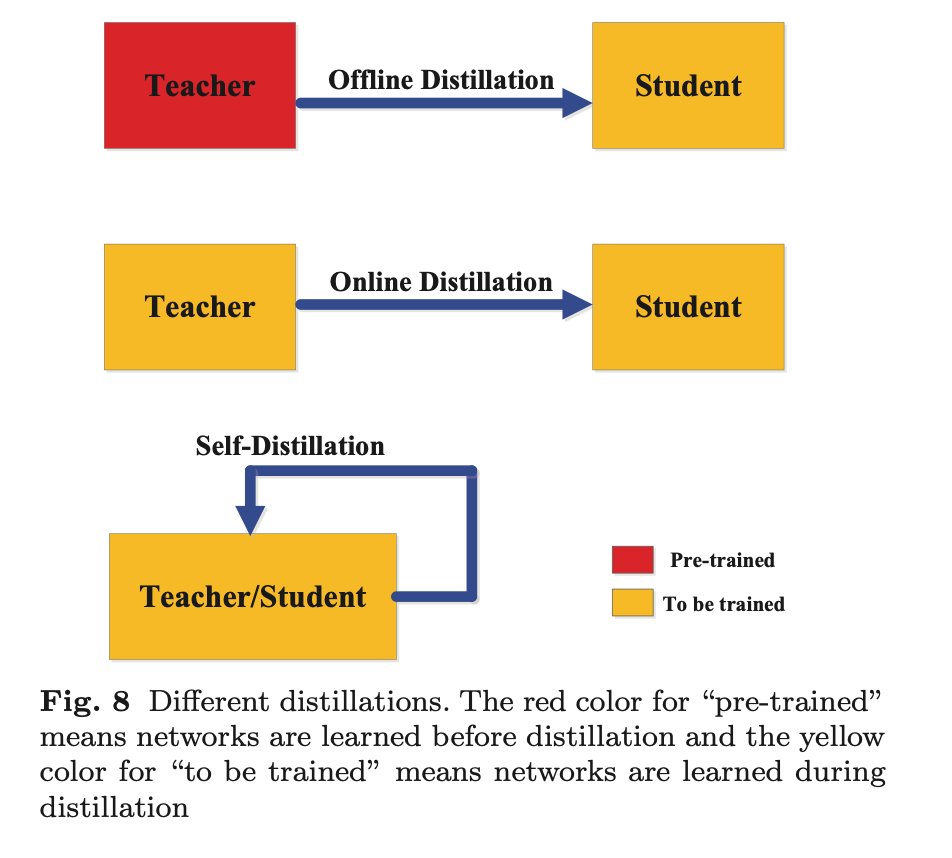 Teacher
Offline Distillation
Student
Teacher
Online Distillation
Student
Self-Distillation
Teacher/Student
Pre-trained
To be trained
Fig. 8 Different distillations. The red color for “pre-trained”
means networks are learned before distillation and the yellow
color for “to be trained” means networks are learned during
distillation